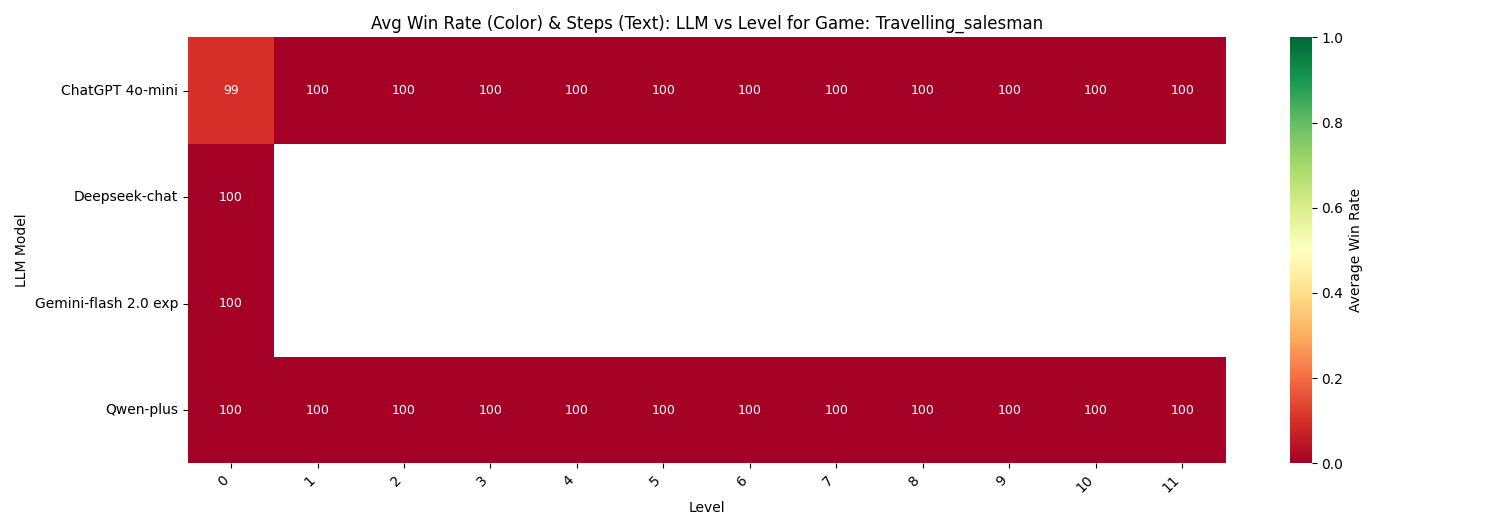 Avg Win Rate (Color) & Steps (Text): LLM vs Level for Game: Travelling_salesman
LLM Model
ChatGPT 4o-mini 99 100 100 100 100 100 100 100 100 100 100 100
Deepseek-chat 100
Gemini-flash 2.0 exp 100
Qwen-plus 100 100 100 100 100 100 100 100 100 100 100 100
0 1 2 3 4 5 6 7 8 9 10 11
Level
1.0
0.8
0.6
0.4
0.2
0.0
Average Win Rate